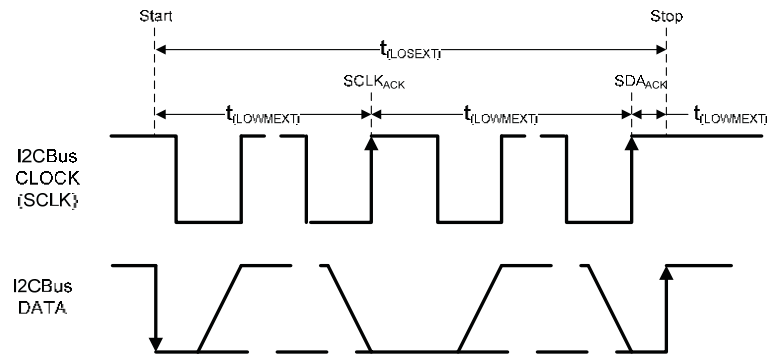 Start Stop
t(LOSEXT)
SCLKACK SDAACK
t(LOWMEXT) t(LOWMEXT) t(LOWMEXT)
I2CBus
CLOCK
(SCLK)
I2CBus
DATA